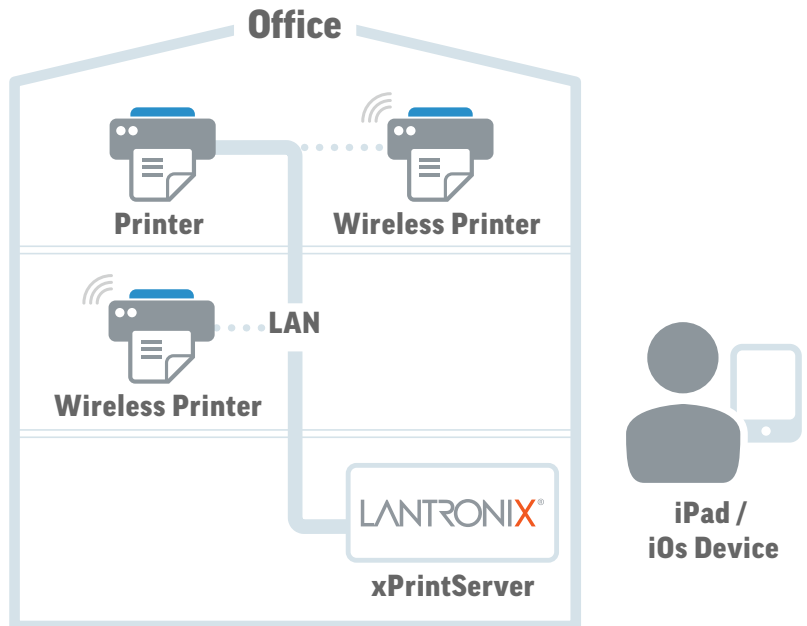 Office
Printer
Wireless Printer
LAN
Wireless Printer
LANTRONIX®
xPrintServer
iPad /
iOs Device